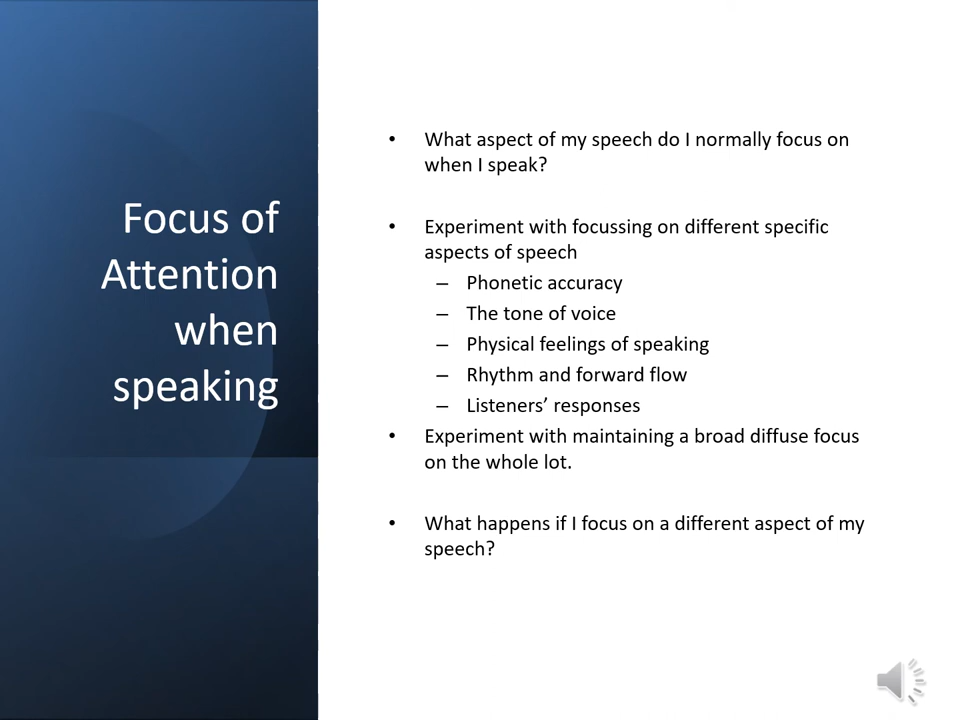 Focus of
Attention
when
speaking
• What aspect of my speech do I normally focus on
when I speak?
• Experiment with focussing on different specific
aspects of speech
– Phonetic accuracy
– The tone of voice
– Physical feelings of speaking
– Rhythm and forward flow
– Listeners’ responses
• Experiment with maintaining a broad diffuse focus
on the whole lot.
• What happens if I focus on a different aspect of my
speech?